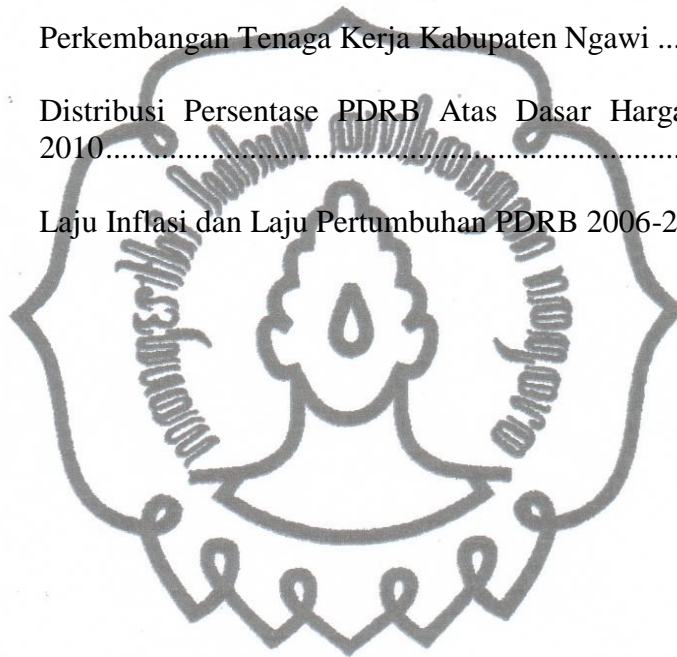 Perkembangan Tenaga Kerja Kabupaten Ngawi ...
Distribusi Persentase PDRB Atas Dasar Harga
2010.............................................................................
Laju Inflasi dan Laju Pertumbuhan PDRB 2006-2